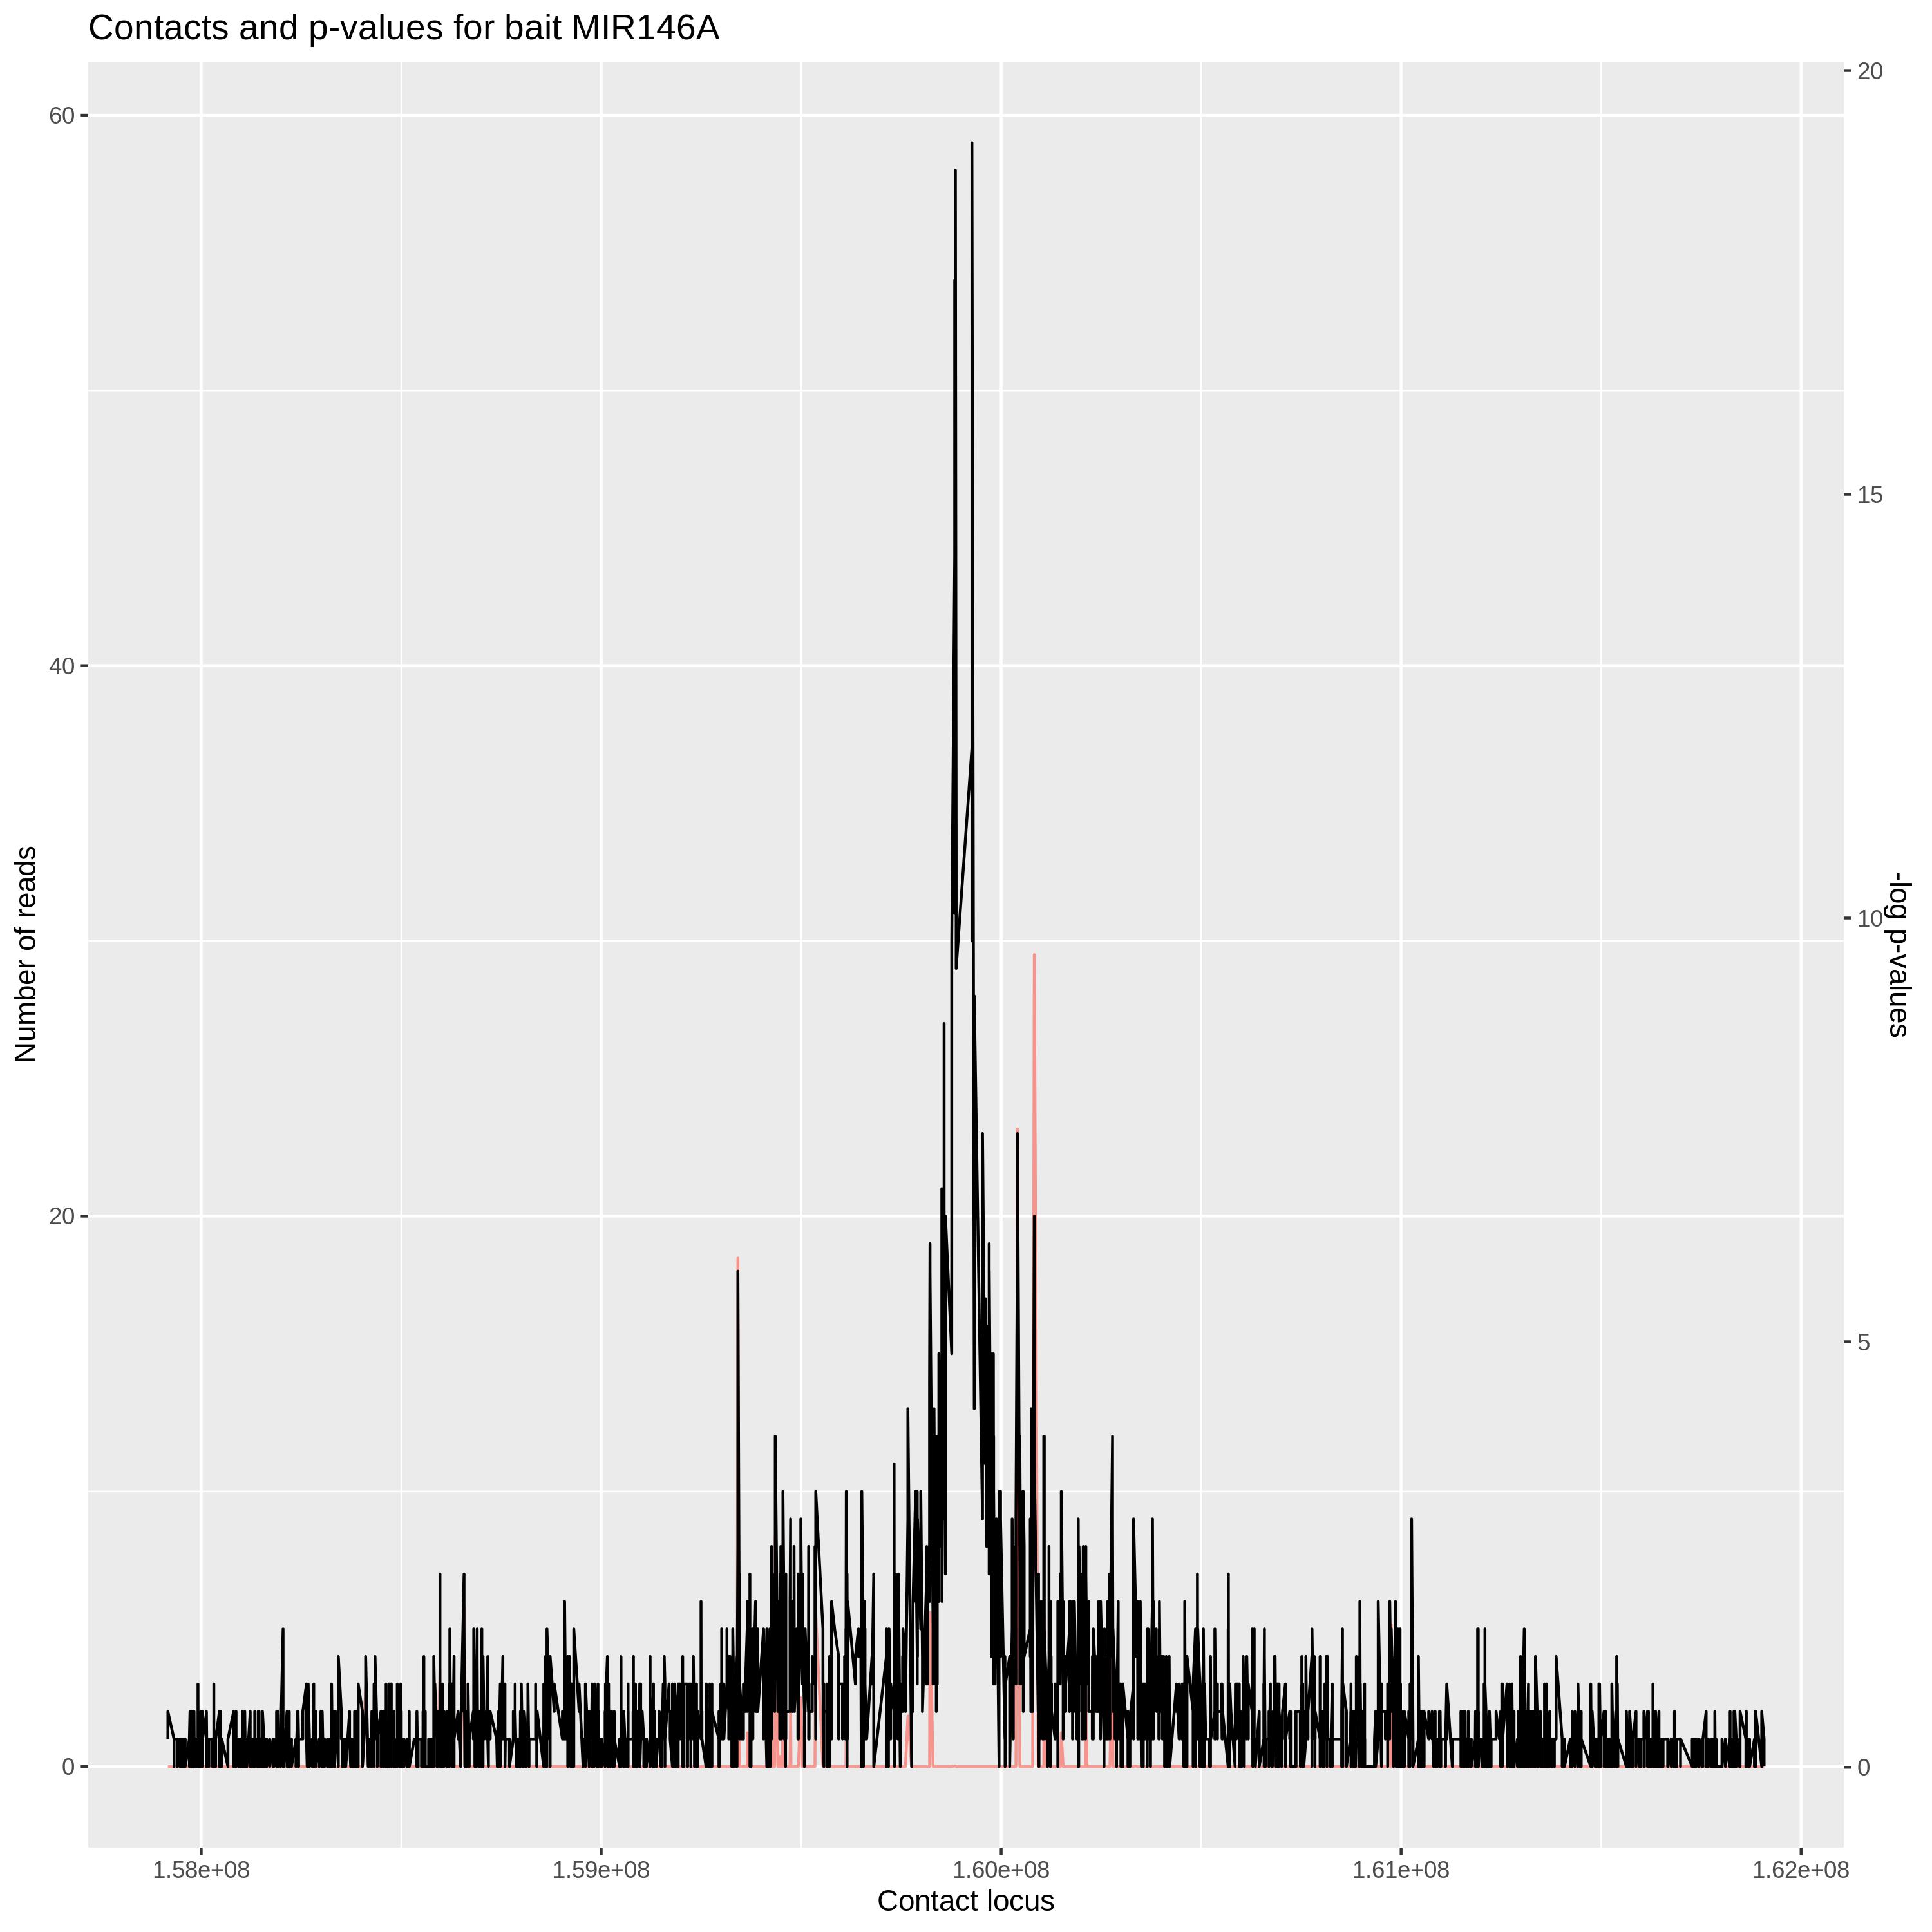 Contacts and p-values for bait MIR146A
60
40
20
0
Number of reads
20
15
10
5
0
-log p-values
1.58e+08 1.59e+08 1.60e+08 1.61e+08 1.62e+08
Contact locus